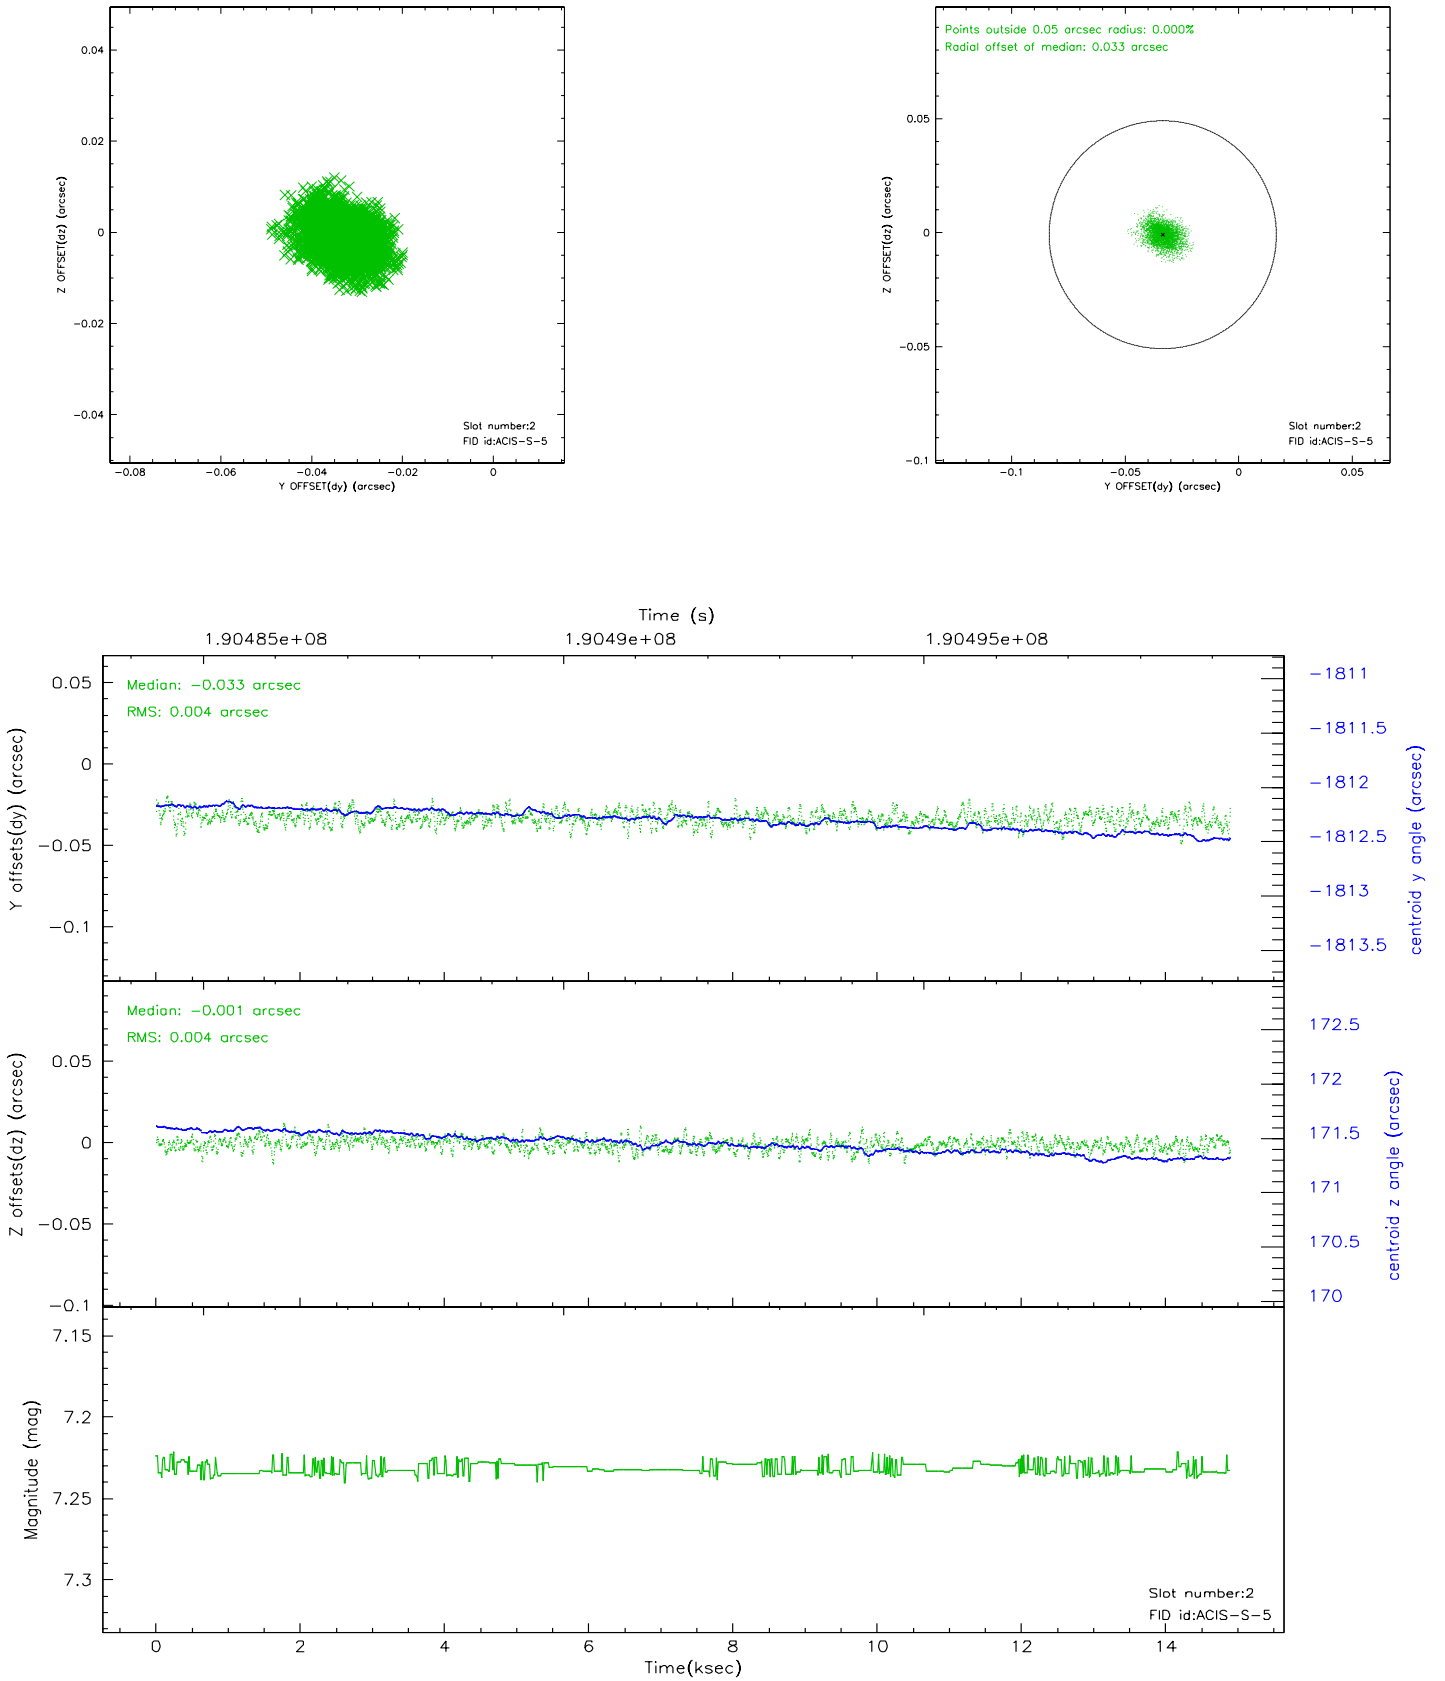 0.04
0.02
0
−0.02
−0.04
Z OFFSET(dz) (arcsec)
−0.08
−0.06
−0.04
−0.02
0
Y OFFSET(dy) (arcsec)
Slot number:2
FID id:ACIS−S−5
Points outside 0.05 arcsec radius: 0.000%
Radial offset of median: 0.033 arcsec
0.05
0
−0.05
−0.1
Z OFFSET(dz) (arcsec)
−0.1
−0.05
0
0.05
Y OFFSET(dy) (arcsec)
Slot number:2
FID id:ACIS−S−5
Time (s)
1.90485e+08
1.9049e+08
1.90495e+08
Median: −0.033 arcsec
RMS: 0.004 arcsec
0.05
0
−0.05
−0.1
Y offsets(dy) (arcsec)
−1811
−1811.5
−1812
−1812.5
−1813
−1813.5
centroid y angle (arcsec)
Median: −0.001 arcsec
RMS: 0.004 arcsec
0.05
0
−0.05
−0.1
Z offsets(dz) (arcsec)
172.5
172
171.5
171
170.5
170
centroid z angle (arcsec)
7.15
7.2
7.25
7.3
Magnitude (mag)
Slot number:2
FID id:ACIS−S−5
0
2
4
6
8
10
12
14
Time(ksec)